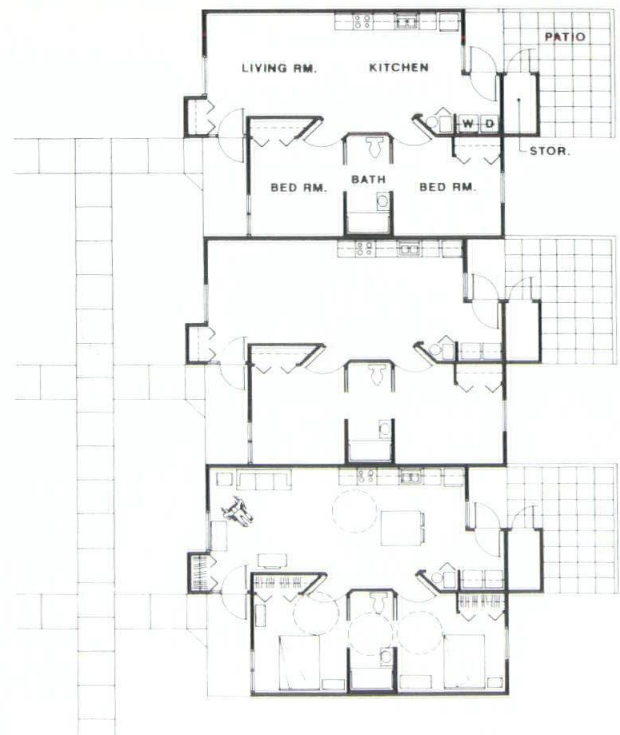 PATIO
LIVING RM. KITCHEN
W D
STOR.
BED RM. BATH BED RM.